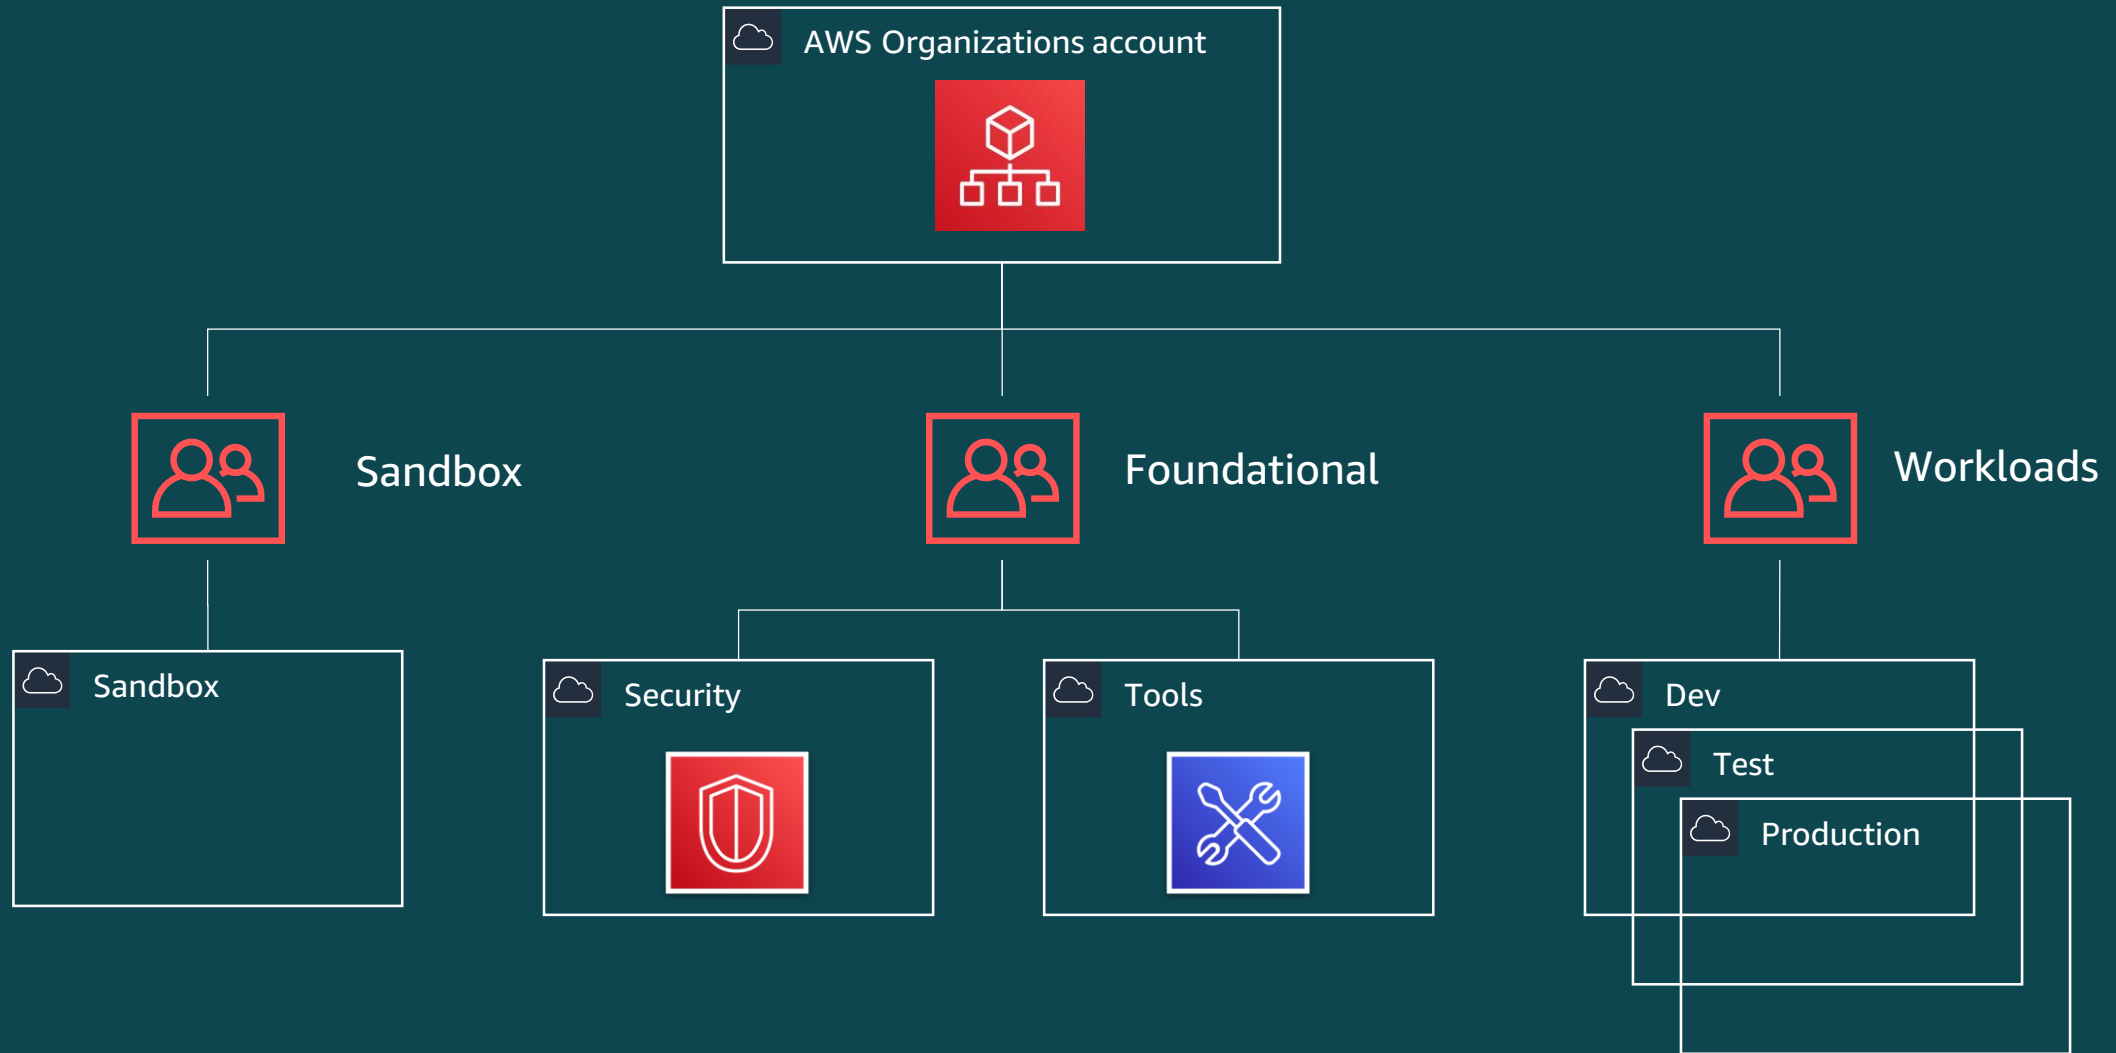 AWS Organizations account
Sandbox
Foundational
Workloads
Sandbox
Security
Tools
Dev
Test
Production